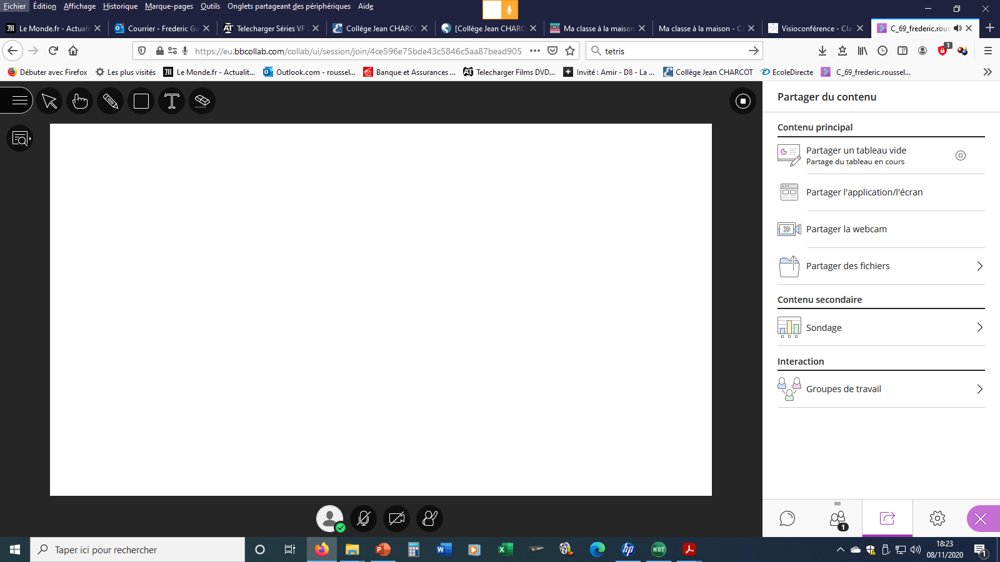 Fichier Édition Affichage Historique Marque-pages Outils Onglets partageant des périphériques Aide
Le Monde.fr - Actuali Courrier - Frederic Gu Telecharger Séries VF Collège Jean CHARCO [Collège Jean CHARC Ma classe à la maison Ma classe à la maison - Ce Visioconférence - Cla C_69_frederic.rous
https://eu.bbcollab.com/collab/ui/session/join/4ce596e75bde43c5846c5aa87bead905 tetris 1
Débuter avec Firefox Les plus visités Le Monde.fr - Actualit... Outlook.com - roussel... Banque et Assurances ... Telecharger Films DVD... Invité : Amir - D8 - La ... Collège Jean CHARCOT EcoleDirecte C_69_frederic.roussel...
Partager du contenu
Contenu principal
Partager un tableau vide
Partage du tableau en cours
Partager l'application/l'écran
Partager la webcam
Partager des fichiers
Contenu secondaire
Sondage
Interaction
Groupes de travail
1
Taper ici pour rechercher
NOT
18:23
08/11/2020
1